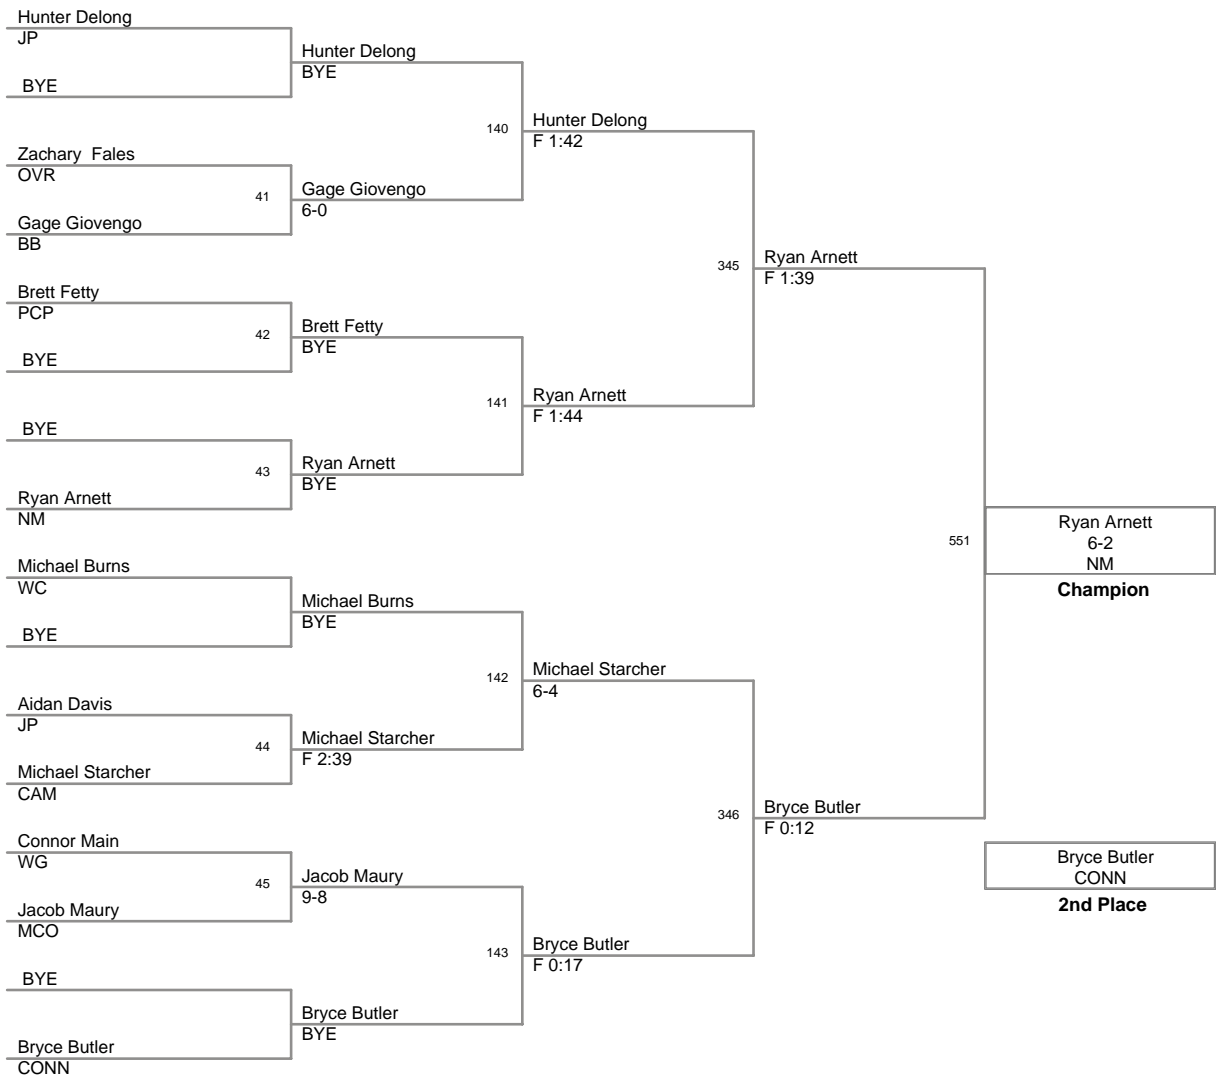 Hunter Delong
JP
BYE
Zachary  Fales
OVR
41
Gage Giovengo
BB
Brett Fetty
PCP
42
BYE
BYE
43
Ryan Arnett
NM
Michael Burns
WC
BYE
Aidan Davis
JP
44
Michael Starcher
CAM
Connor Main
WG
45
Jacob Maury
MCO
BYE
Bryce Butler
CONN
Hunter Delong
BYE
140
Gage Giovengo
6-0
Brett Fetty
BYE
141
Ryan Arnett
BYE
Michael Burns
BYE
142
Michael Starcher
F 2:39
Jacob Maury
9-8
143
Bryce Butler
BYE
Hunter Delong
F 1:42
345
Ryan Arnett
F 1:44
Michael Starcher
6-4
346
Bryce Butler
F 0:17
Ryan Arnett
F 1:39
551
Bryce Butler
F 0:12
Ryan Arnett
6-2
NM
Champion
Bryce Butler
CONN
2nd Place